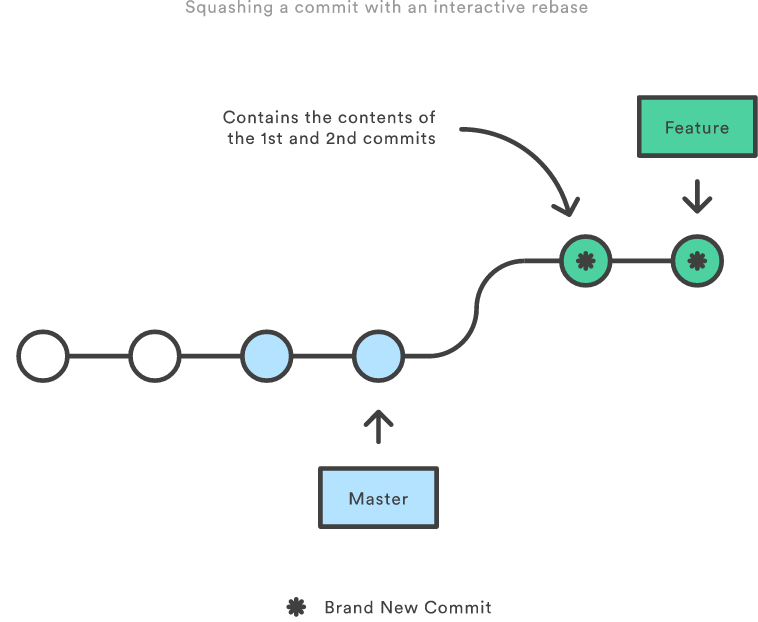 Squashing a commit with an interactive rebase
Contains the contents of
the 1st and 2nd commits
Feature
Master
Brand New Commit